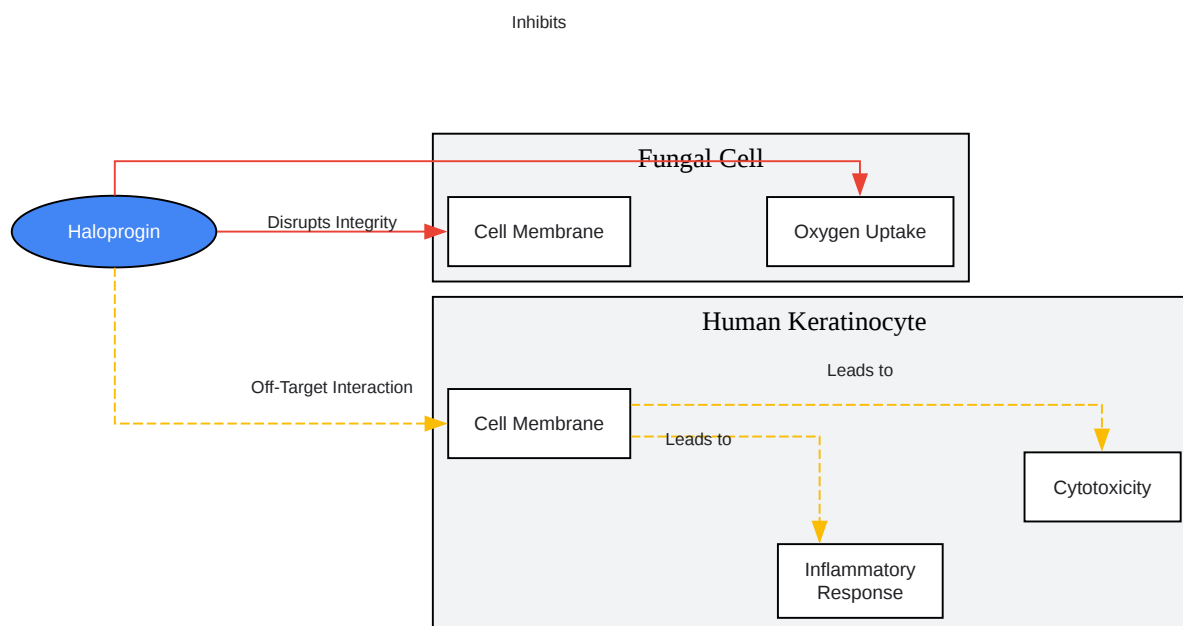 Inhibits
Fungal Cell
Haloprogin
Disrupts Integrity
Cell Membrane
Oxygen Uptake
Human Keratinocyte
Leads to
Off-Target Interaction
Cell Membrane
Leads to
Cytotoxicity
Inflammatory
Response